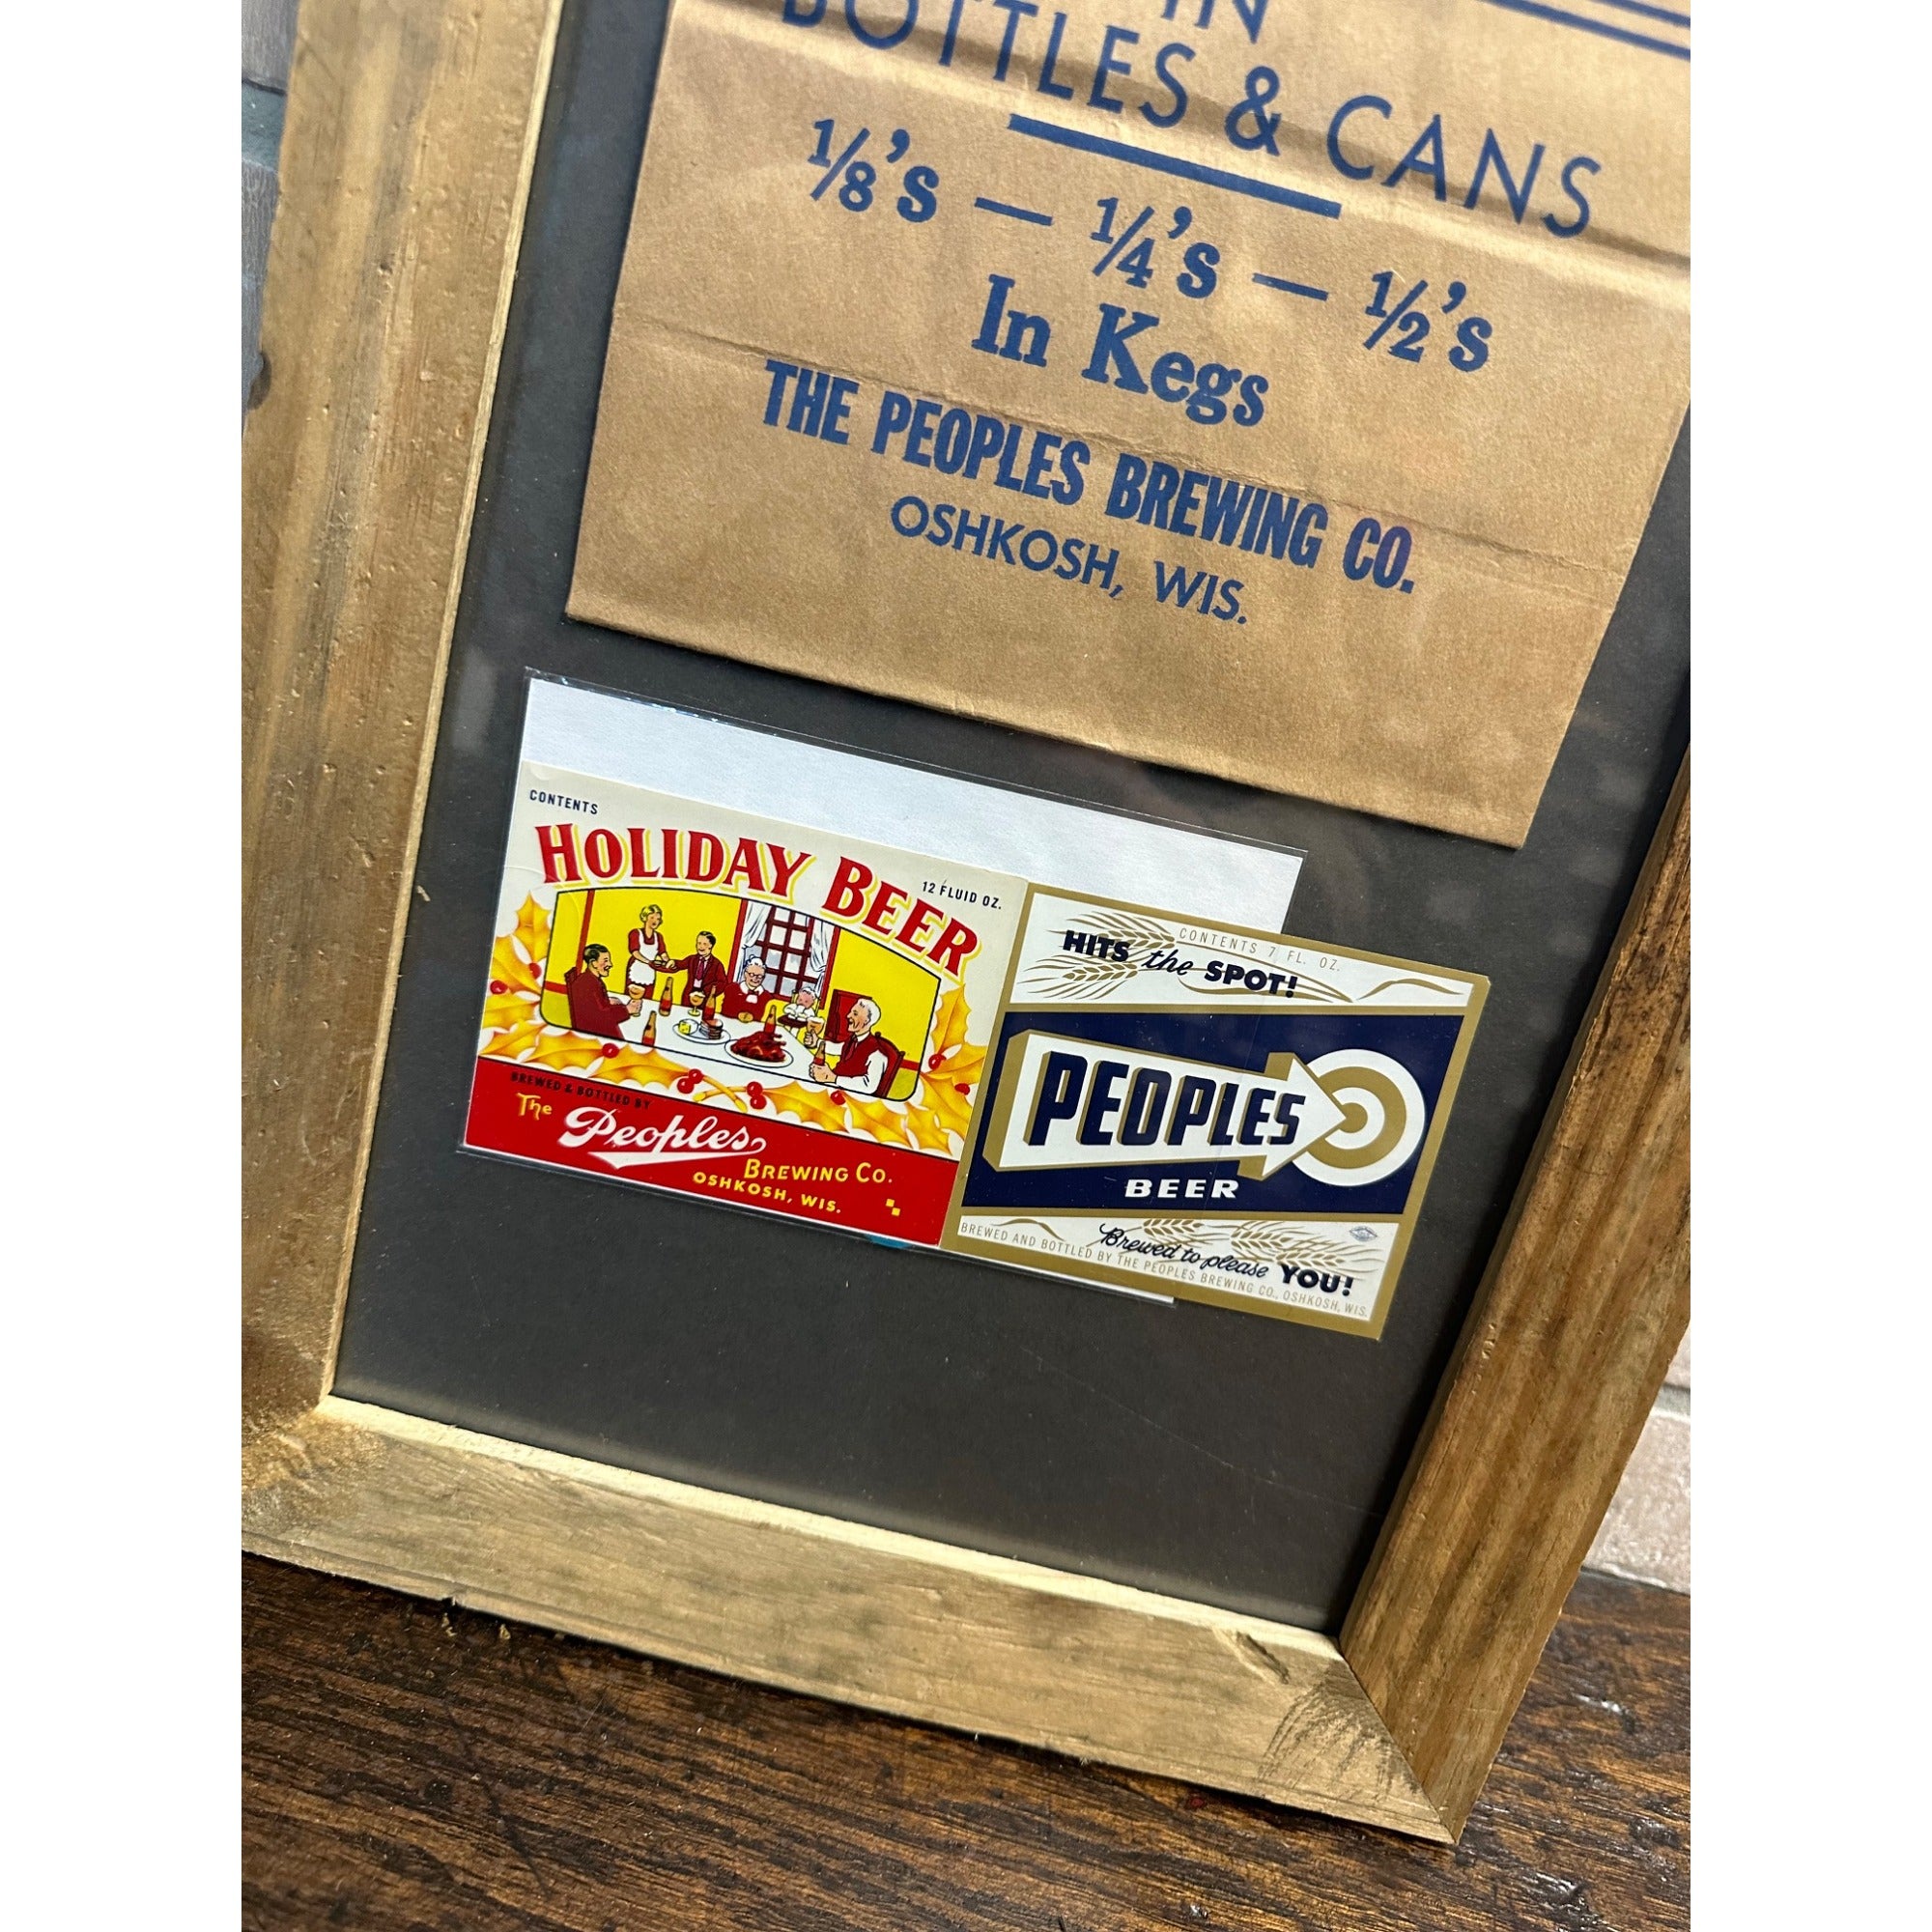 IN
BOTTLES & CANS
1/8's — 1/4's — 1/2's
In Kegs
THE PEOPLES BREWING CO.
OSHKOSH, WIS.
CONTENTS
HOLIDAY BEER
12 FLUID OZ.
BREWED & BOTTLED BY
The Peoples
BREWING CO.
OSHKOSH, WIS.
CONTENTS 7 FL. OZ.
HITS the SPOT!
PEOPLES
BEER
Brewed to please YOU!
BREWED AND BOTTLED BY THE PEOPLES BREWING CO., OSHKOSH, WIS.